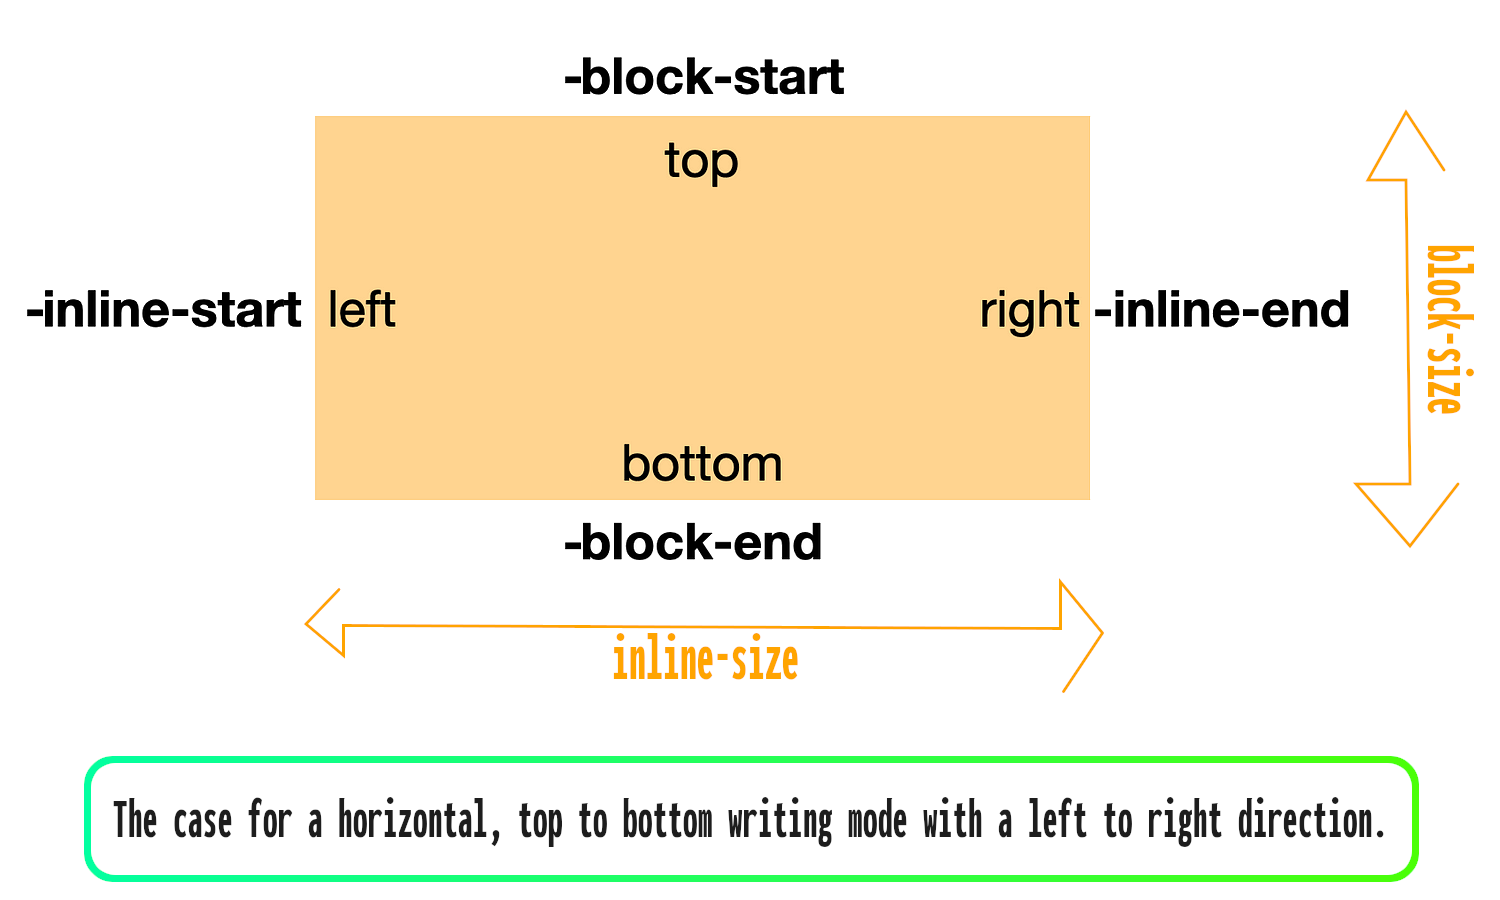 -block-start
top
-inline-start left right -inline-end
block-size
bottom
-block-end
inline-size
The case for a horizontal, top to bottom writing mode with a left to right direction.